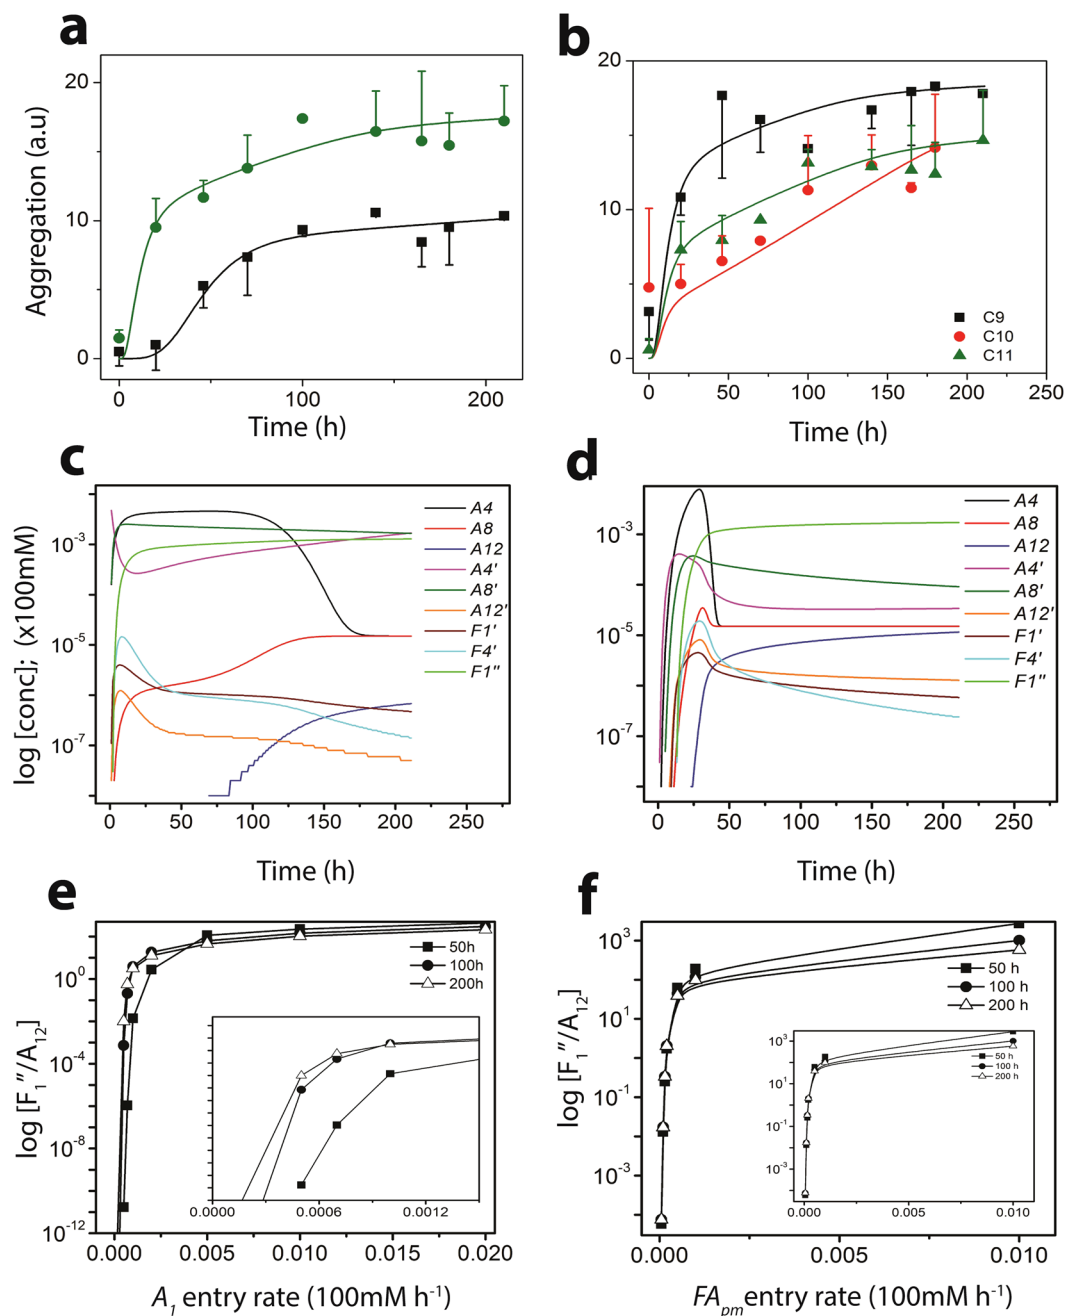 a
Aggregation (a.u)
20
10
0
0
100
200
Time (h)
b
20
10
0
C9
C10
C11
0
50
100
150
200
250
Time (h)
c
log [conc]; (x100mM)
10-3
10-5
10-7
A4
A8
A12
A4'
A8'
A12'
F1'
F4'
F1''
0
50
100
150
200
250
Time (h)
d
10-3
10-5
10-7
A4
A8
A12
A4'
A8'
A12'
F1'
F4'
F1''
0
50
100
150
200
250
Time (h)
e
log [F1''/A12]
100
10-4
10-8
10-12
50h
100h
200h
0.0000
0.0006
0.0012
0.000
0.005
0.010
0.015
0.020
A1 entry rate (100mM h-1)
f
log [F1''/A12]
103
101
10-1
10-3
50 h
100 h
200 h
103
101
10-1
10-4
50 h
100 h
200 h
0.000
0.005
0.010
0.000
0.005
0.010
FApm entry rate (100mM h-1)